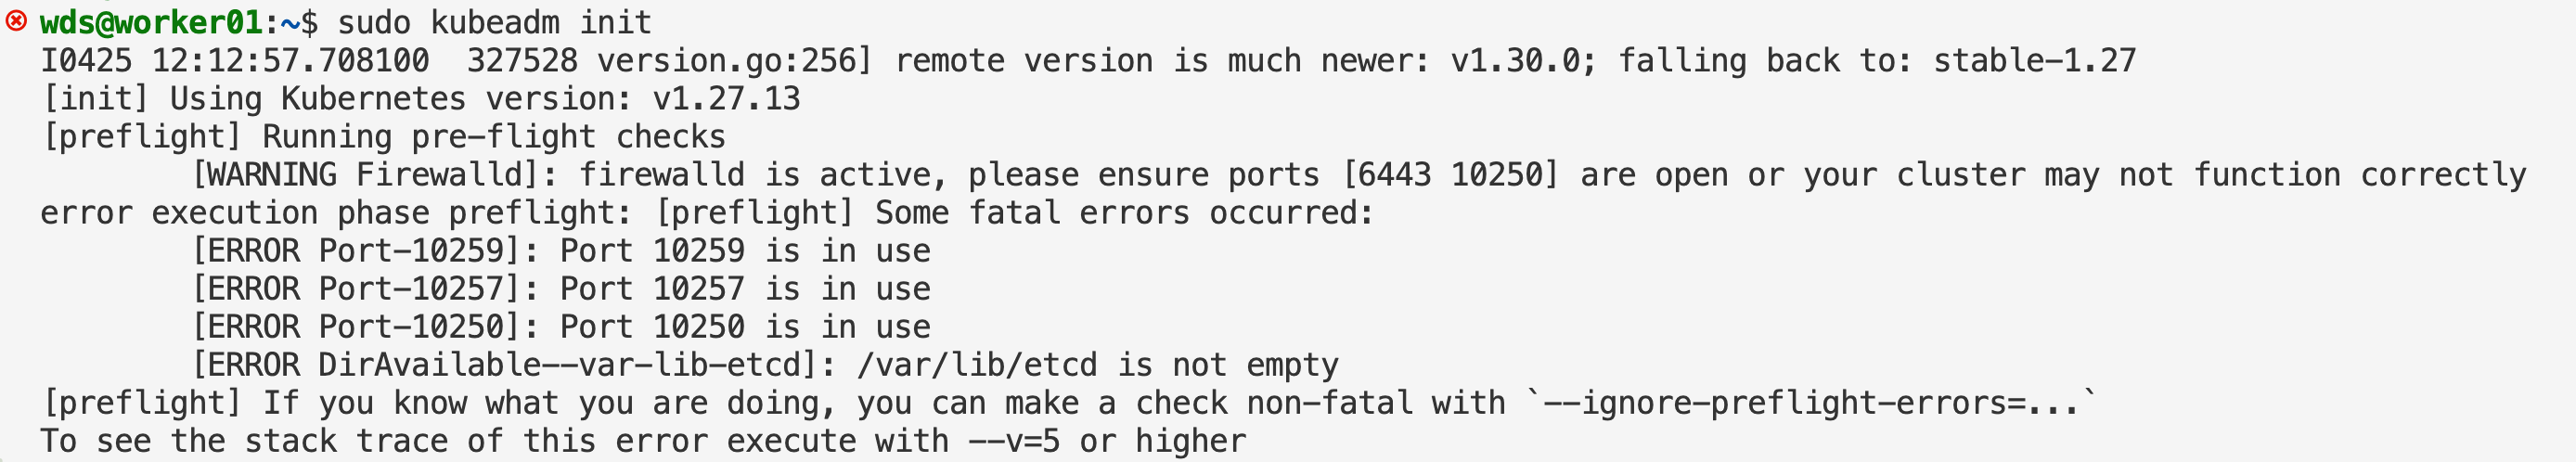 wds@worker01:~$ sudo kubeadm init
I0425 12:12:57.708100  327528 version.go:256] remote version is much newer: v1.30.0; falling back to: stable-1.27
[init] Using Kubernetes version: v1.27.13
[preflight] Running pre-flight checks
        [WARNING Firewalld]: firewalld is active, please ensure ports [6443 10250] are open or your cluster may not function correctly
error execution phase preflight: [preflight] Some fatal errors occurred:
        [ERROR Port-10259]: Port 10259 is in use
        [ERROR Port-10257]: Port 10257 is in use
        [ERROR Port-10250]: Port 10250 is in use
        [ERROR DirAvailable--var-lib-etcd]: /var/lib/etcd is not empty
[preflight] If you know what you are doing, you can make a check non-fatal with `--ignore-preflight-errors=...`
To see the stack trace of this error execute with --v=5 or higher